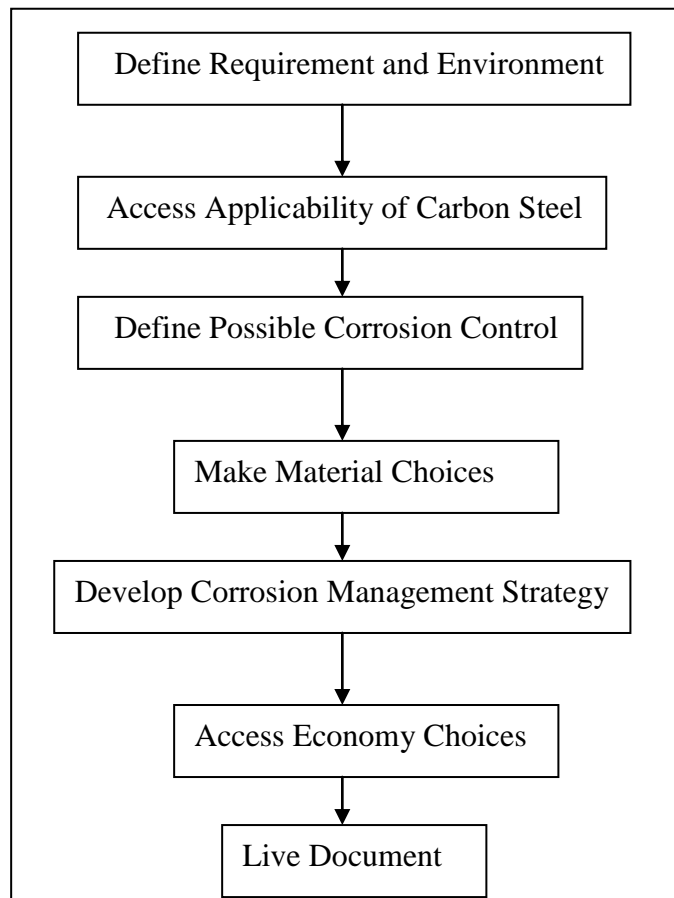 Define Requirement and Environment
Access Applicability of Carbon Steel
Define Possible Corrosion Control
Make Material Choices
Develop Corrosion Management Strategy
Access Economy Choices
Live Document